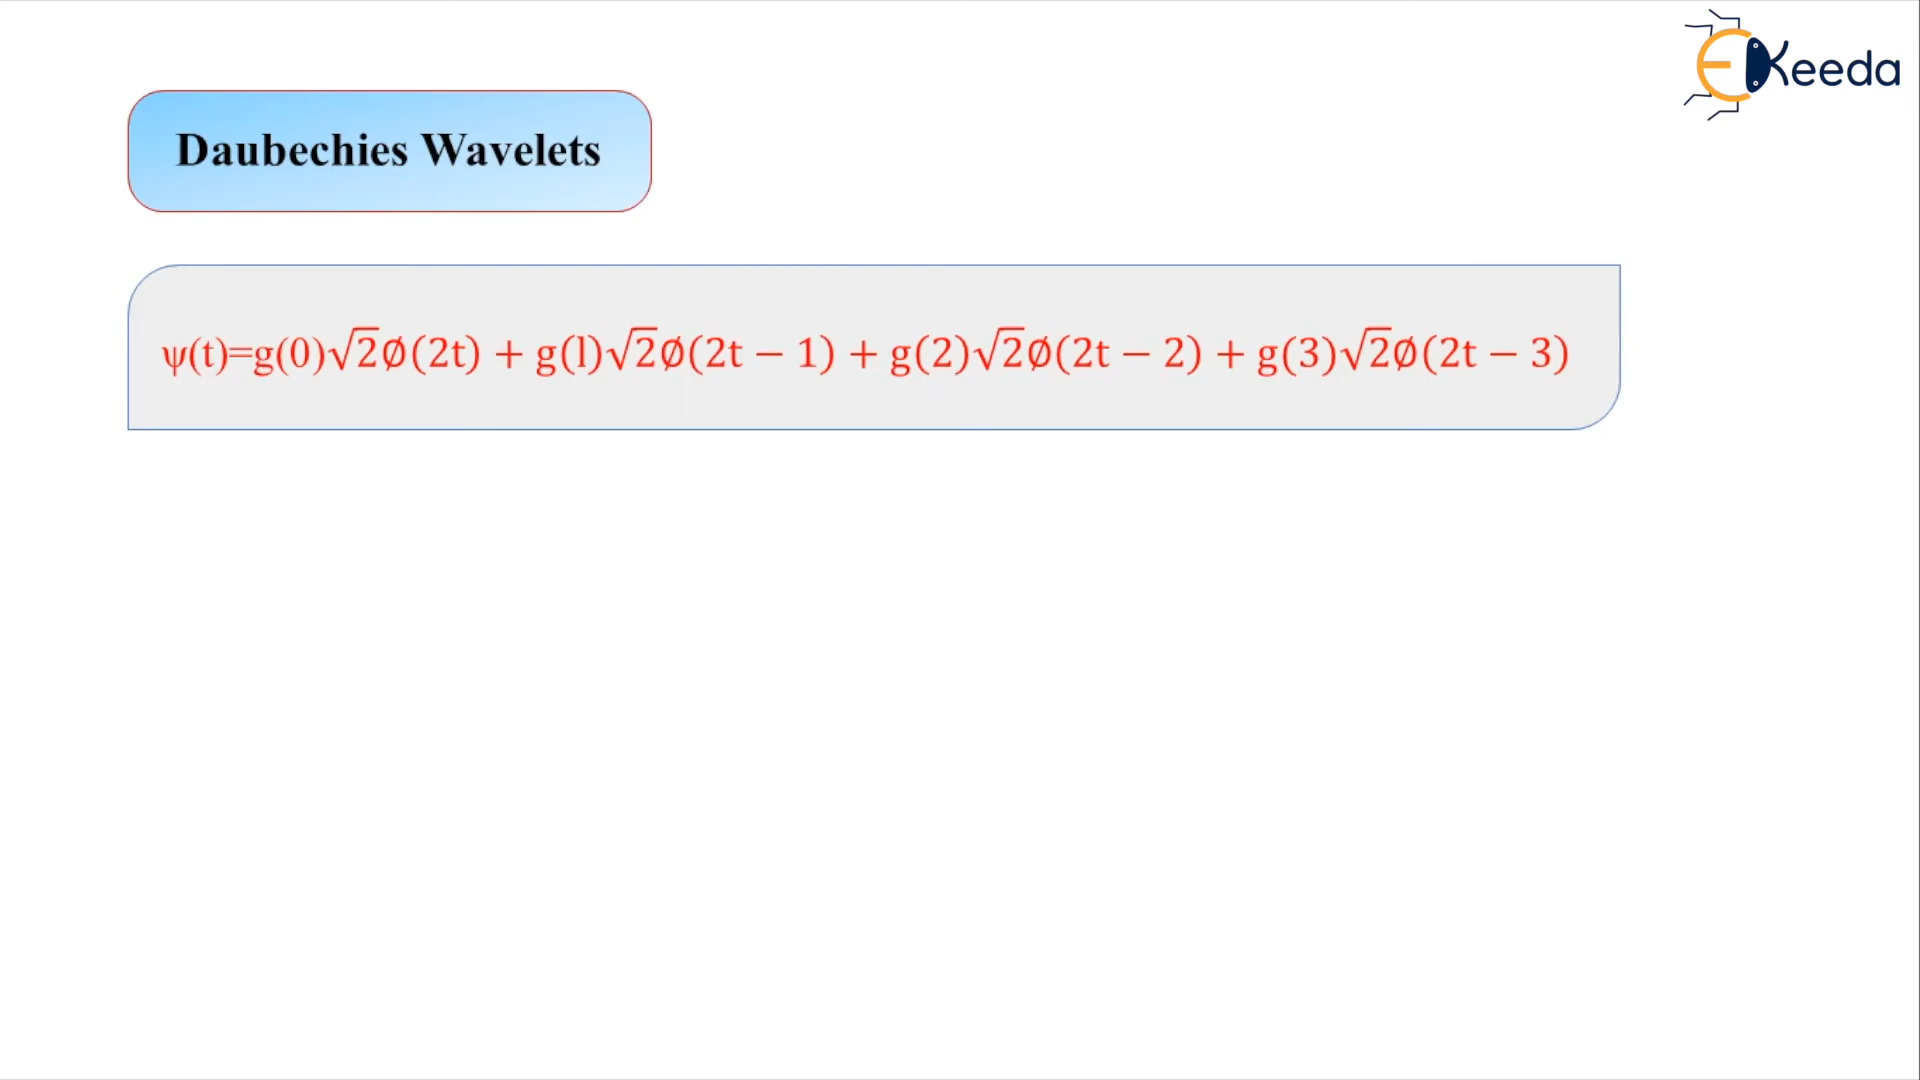 EKeeda
Daubechies Wavelets
ψ(t)=g(0)√2∅(2t) + g(l)√2∅(2t − 1) + g(2)√2∅(2t − 2) + g(3)√2∅(2t − 3)